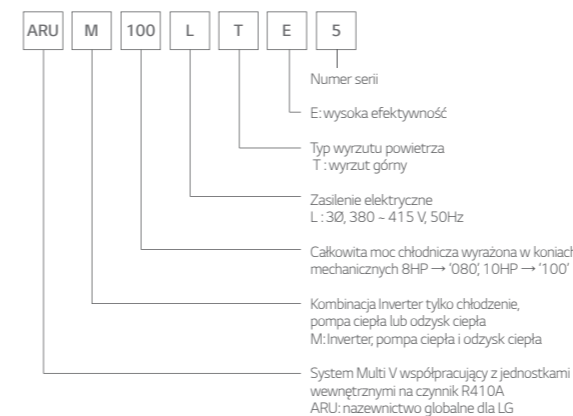 ARU M 100 L T E 5
Numer serii
E: wysoka efektywność
Typ wyrzutu powietrza
T : wyrzut górny
Zasilenie elektryczne
L : 3Ø, 380 ~ 415 V, 50Hz
Całkowita moc chłodnicza wyrażona w koniach
mechanicznych 8HP → ‘080’, 10HP → ‘100’
Kombinacja Inverter tylko chłodzenie,
pompa ciepła lub odzysk ciepła
M: Inverter, pompa ciepła i odzysk ciepła
System Multi V współpracujący z jednostkami
wewnętrznymi na czynnik R410A
ARU: nazewnictwo globalne dla LG